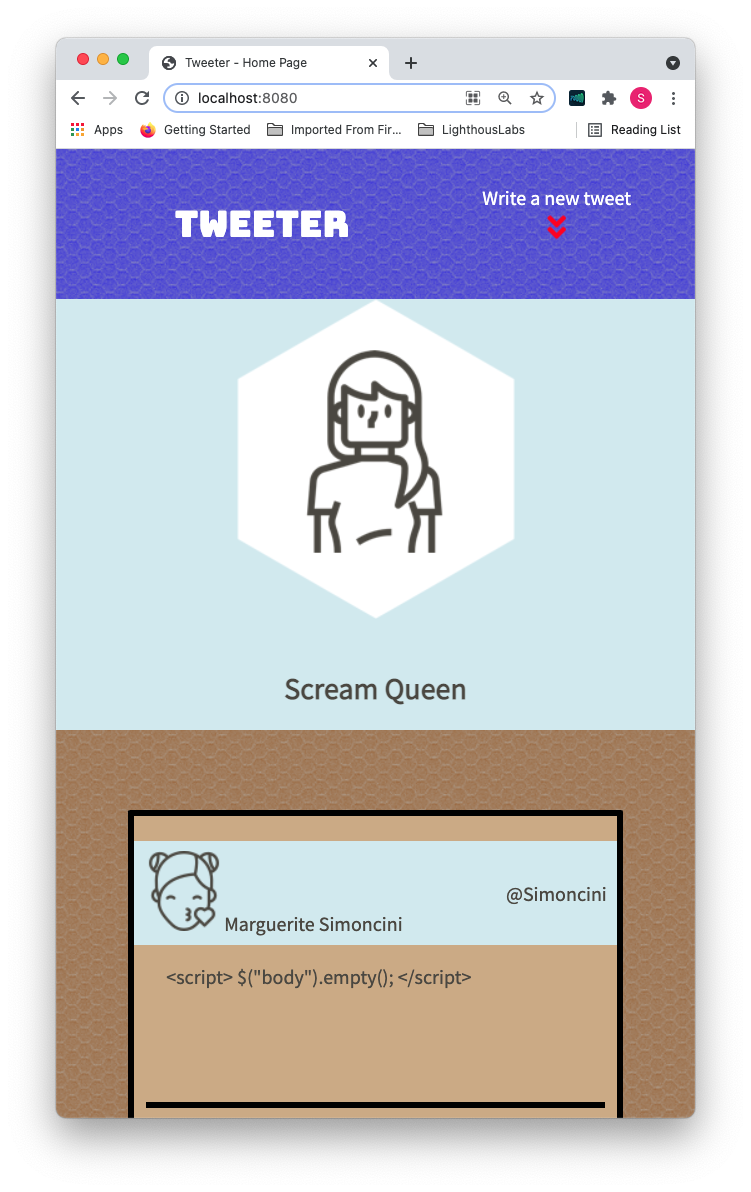 Tweeter - Home Page
S
localhost:8080
Apps Getting Started Imported From Fir... LighthousLabs Reading List
TWEETER
Write a new tweet
Scream Queen
@Simoncini
Marguerite Simoncini
<script> $("body").empty(); </script>